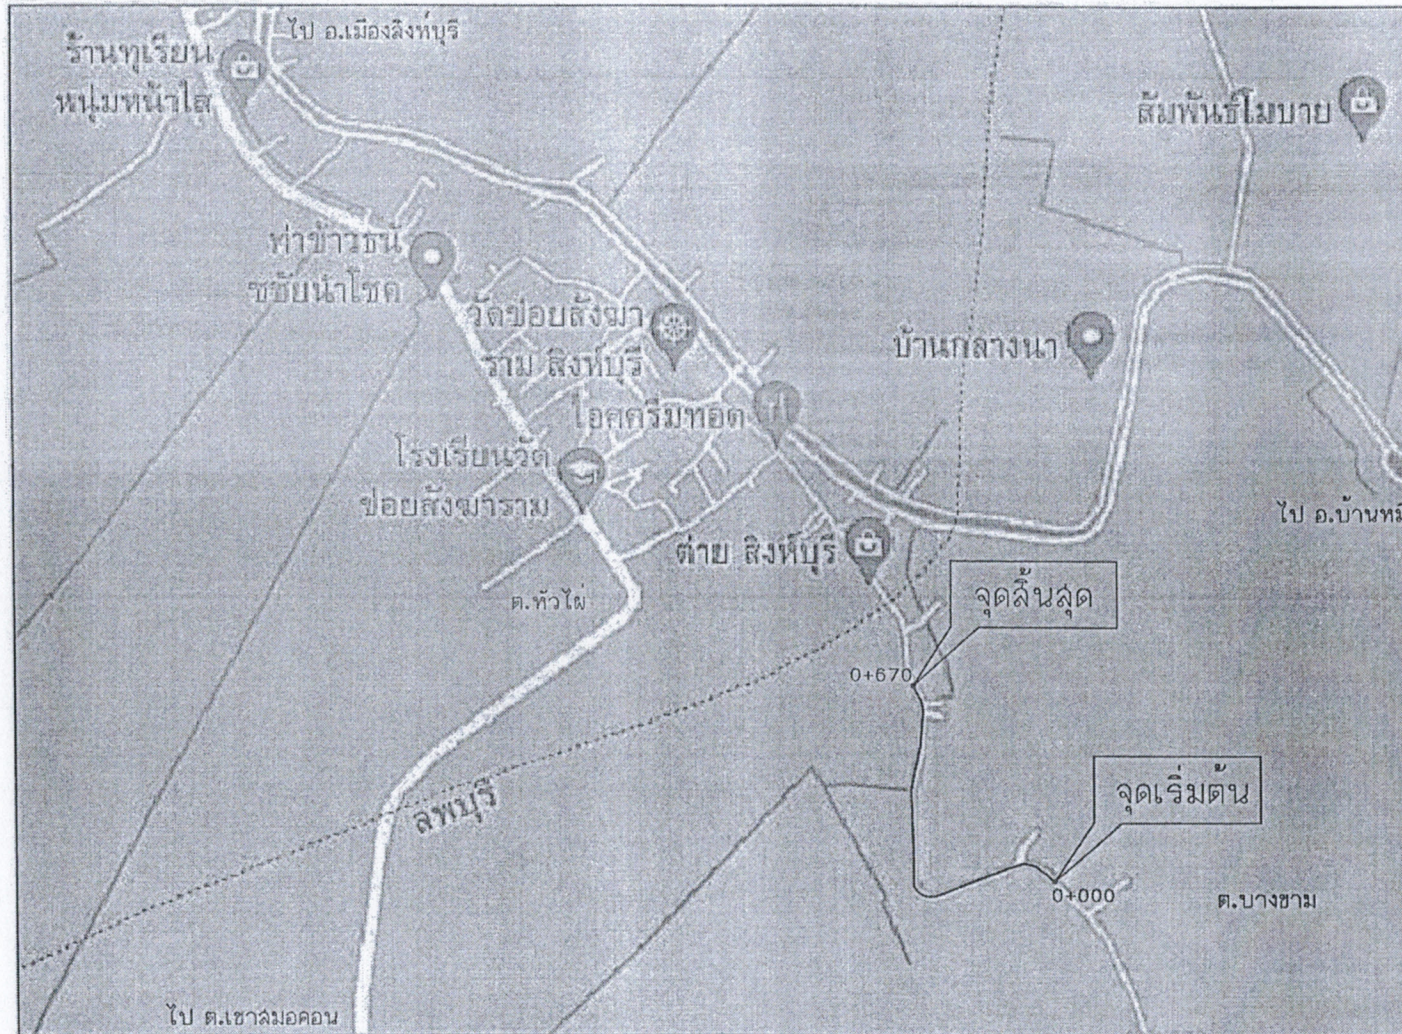 ไป อ.เมืองสิงห์บุรี
ร้านทุเรียน
หนุ่มหน้าใส
สัมพันธ์โมบาย
ท่าข้าวธนั
ชชัยนำโชค
วัดข่อยสังฆา
ราม สิงห์บุรี
บ้านกลางนา
ไอศครีมทอด
โรงเรียนวัด
ข่อยสังฆาราม
ไป อ.บ้านหมี่
ต่าย สิงห์บุรี
จุดสิ้นสุด
ต.หัวไผ่
0+670
จุดเริ่มต้น
ลพบุรี
0+000
ต.บางขาม
ไป ต.เขาสมอคอน